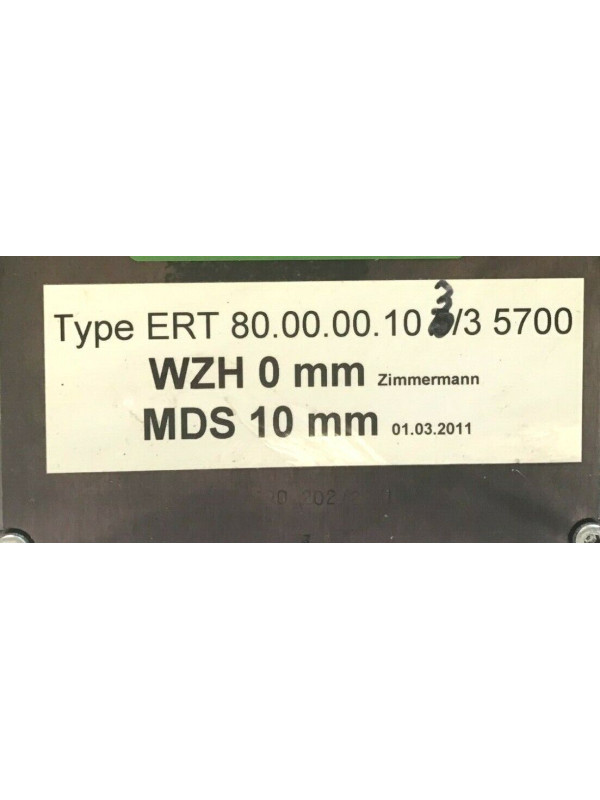 Type ERT 80.00.00.10 3/3 5700
WZH 0 mm Zimmermann
MDS 10 mm 01.03.2011